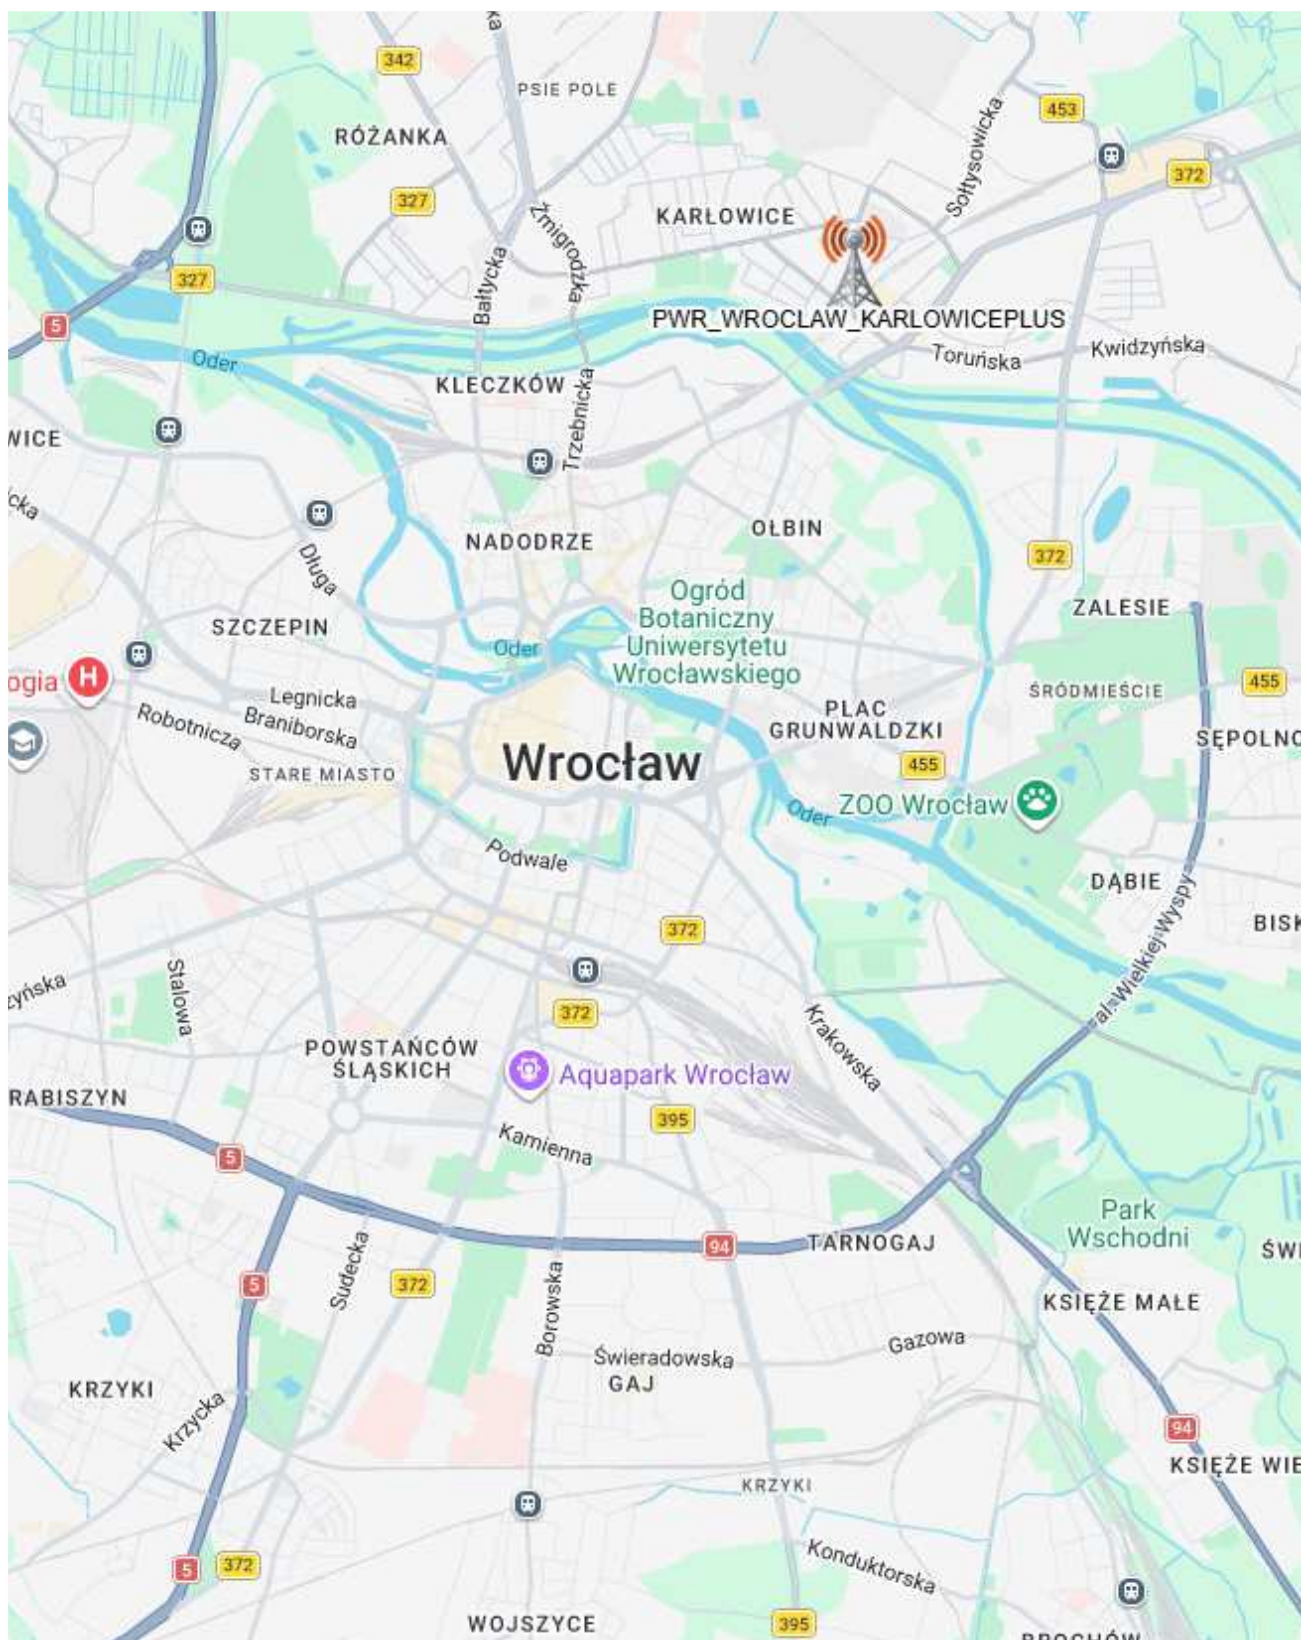 ka
342
PSIE POLE
453
RÓŻANKA
372
327
Sołtysowicka
KARŁOWICE
Żmigrodzka
Bałtycka
327
PWR_WROCLAW_KARLOWICEPLUS
5
Toruńska
Kwidzyńska
Oder
KLECZKÓW
Trzebnicka
WICE
cka
OŁBIN
NADODRZE
372
Długa
Ogród
Botaniczny
Uniwersytetu
Wrocławskiego
ZALESIE
SZCZEPIN
Oder
ogia
H
455
ŚRÓDMIEŚCIE
Legnicka
Braniborska
Robotnicza
PLAC
GRUNWALDZKI
SĘPOLNO
STARE MIASTO
Wrocław
455
ZOO Wrocław
Oder
Podwale
DĄBIE
372
BISK
al. Wielkiej Wyspy
Stalowa
zyńska
372
Krakowska
POWSTAŃCÓW
ŚLĄSKICH
Aquapark Wrocław
RABISZYN
395
Kamienna
5
Park
Wschodni
94
TARNOGAJ
ŚWI
Sudecka
5
372
KSIĘŻE MAŁE
Borowska
Gazowa
Świeradowska
GAJ
KRZYKI
Krzycka
94
KSIĘŻE WIE
KRZYKI
Konduktorska
5
372
WOJSZYCE
395
BROCHÓW